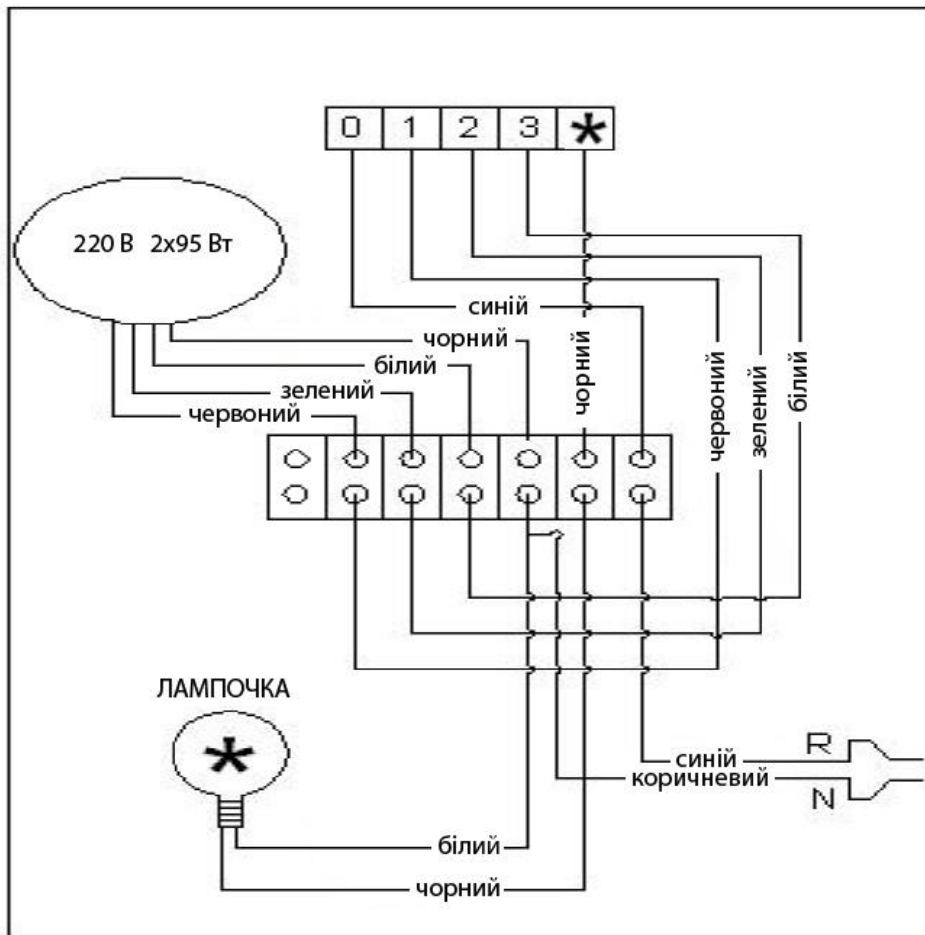 0 1 2 3 *
220 В 2x95 Вт
синій
чорний
білий
зелений
червоний
чорний
червоний
зелений
білий
ЛАМПОЧКА
*
R
синій
коричневий
N
білий
чорний